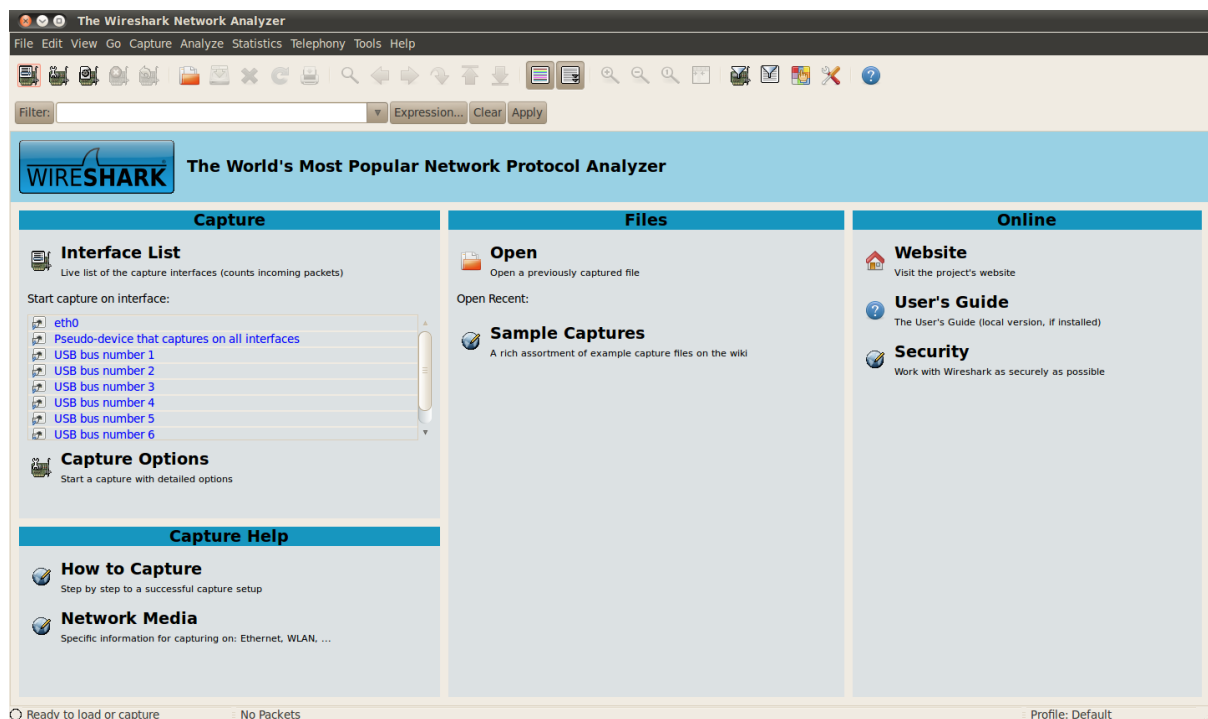 The Wireshark Network Analyzer
File Edit View Go Capture Analyze Statistics Telephony Tools Help
Filter: Expression... Clear Apply
WIRESHARK
The World's Most Popular Network Protocol Analyzer
Capture
Interface List
Live list of the capture interfaces (counts incoming packets)
Start capture on interface:
eth0
Pseudo-device that captures on all interfaces
USB bus number 1
USB bus number 2
USB bus number 3
USB bus number 4
USB bus number 5
USB bus number 6
Capture Options
Start a capture with detailed options
Capture Help
How to Capture
Step by step to a successful capture setup
Network Media
Specific information for capturing on: Ethernet, WLAN, ...
Files
Open
Open a previously captured file
Open Recent:
Sample Captures
A rich assortment of example capture files on the wiki
Online
Website
Visit the project's website
User's Guide
The User's Guide (local version, if installed)
Security
Work with Wireshark as securely as possible
Ready to load or capture No Packets Profile: Default